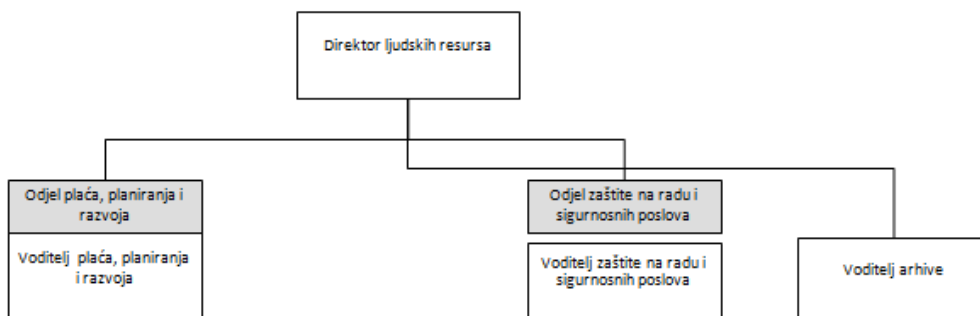 Direktor ljudskih resursa
Odjel plaća, planiranja i
razvoja
Voditelj plaća, planiranja
i razvoja
Odjel zaštite na radu i
sigurnosnih poslova
Voditelj zaštite na radu i
sigurnosnih poslova
Voditelj arhive